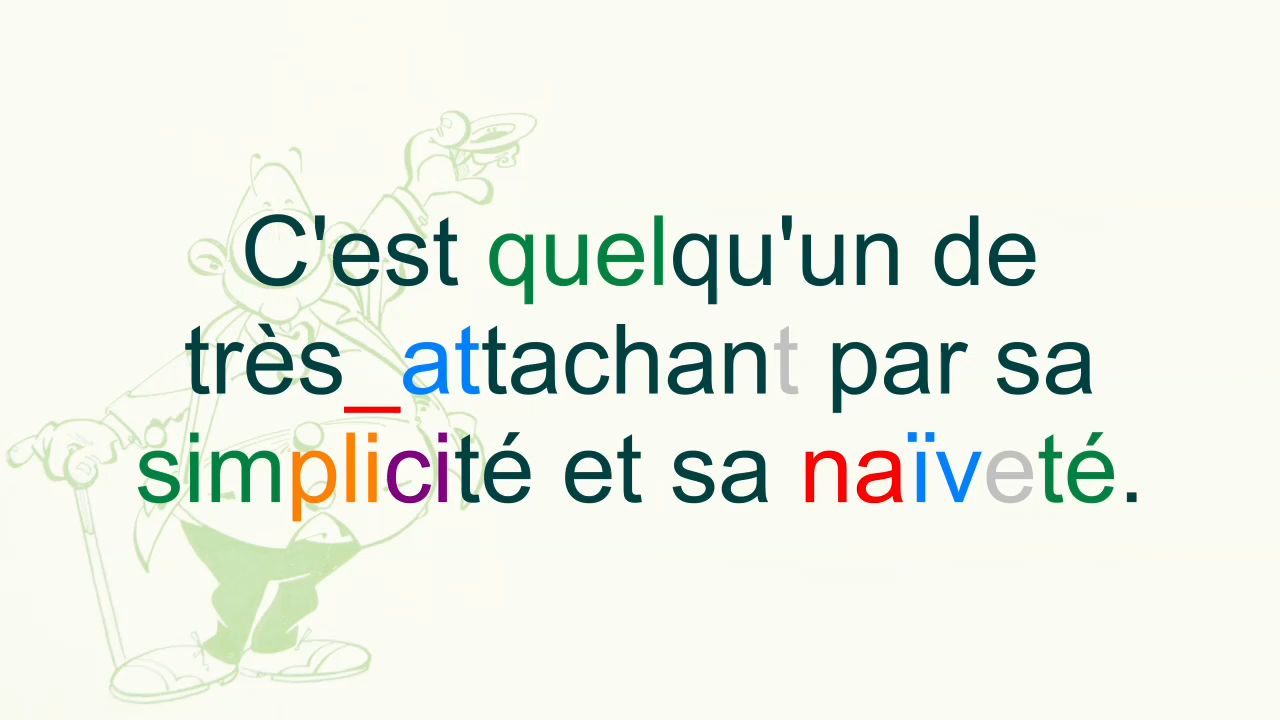 C'est quelqu'un de
très_attachant par sa
simplicité et sa naïveté.